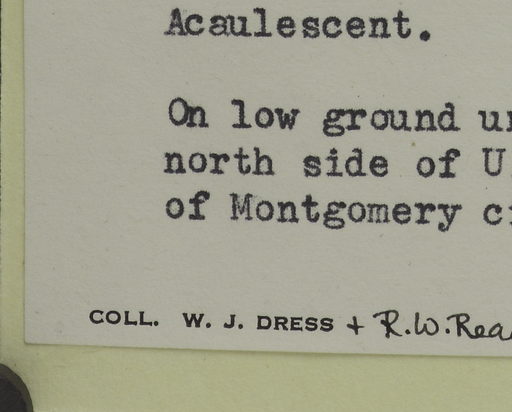 Acaulescent.
On low ground
north side of U
of Montgomery
COLL. W. J. DRESS + R.W.